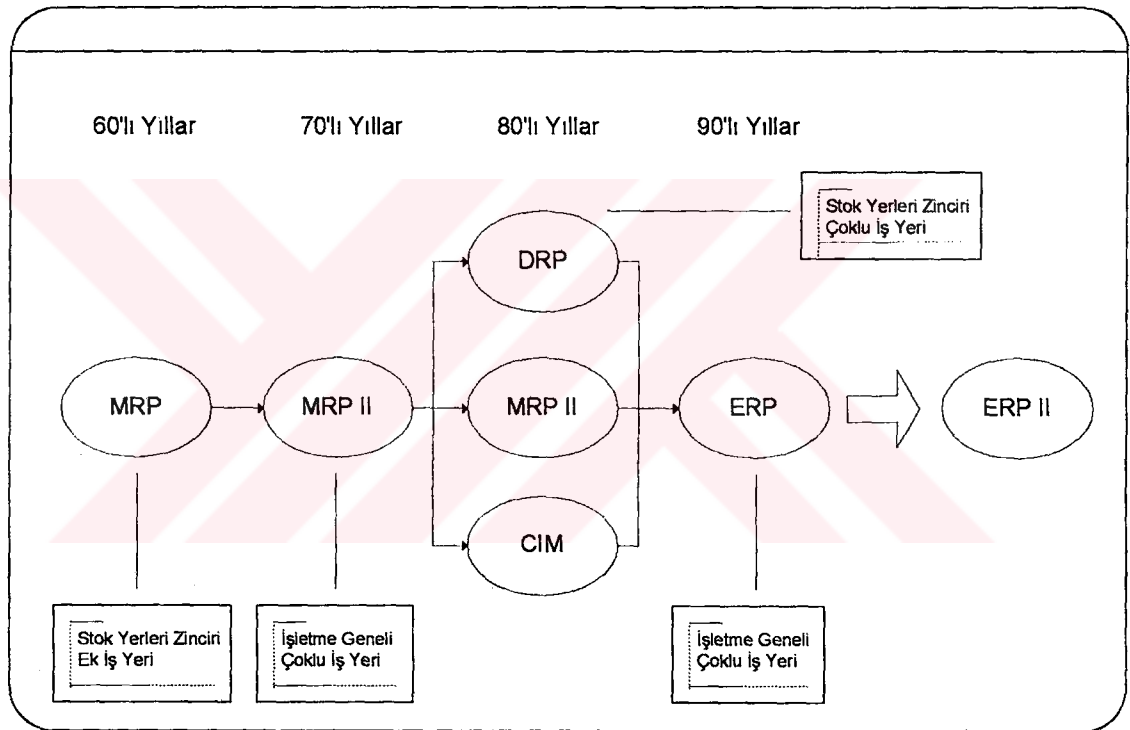 60'lı Yıllar
70'lı Yıllar
80'lı Yıllar
90'lı Yıllar
Stok Yerleri Zinciri
Çoklu İş Yeri
DRP
MRP
MRP II
MRP II
ERP
ERP II
CIM
Stok Yerleri Zinciri
Ek İş Yeri
İşletme Geneli
Çoklu İş Yeri
İşletme Geneli
Çoklu İş Yeri